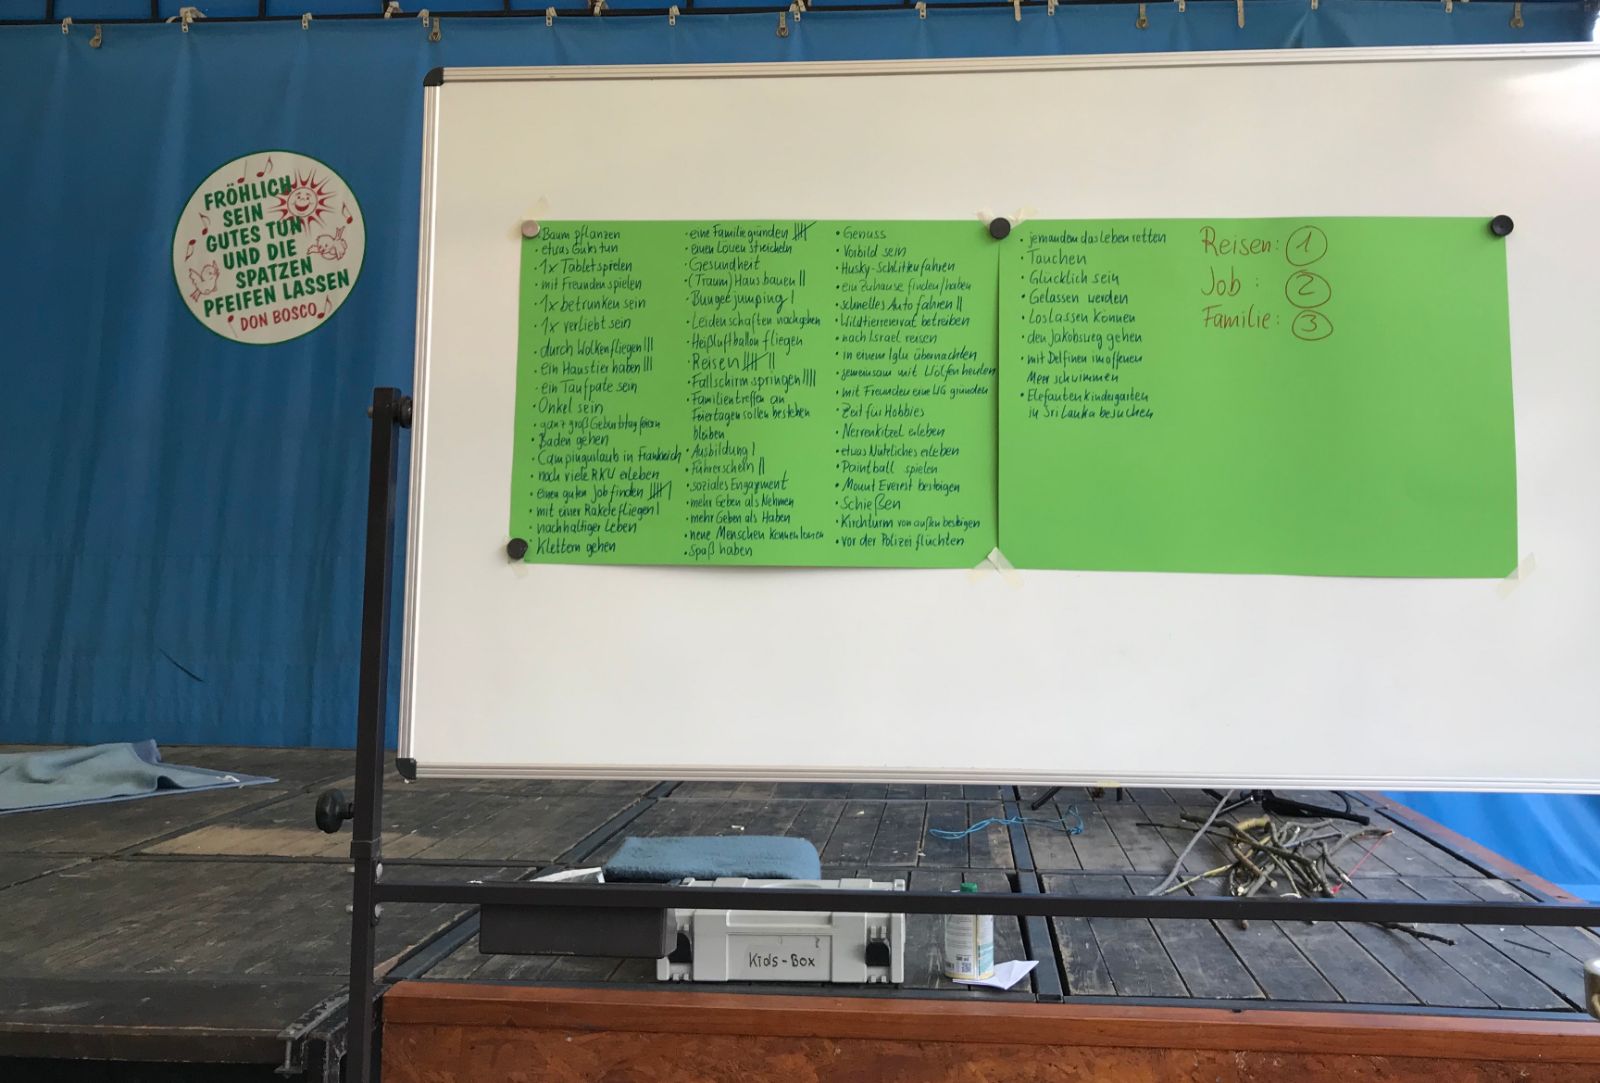 FRÖHLICH
SEIN
GUTES TUN
UND DIE
SPATZEN
PFEIFEN LASSEN
DON BOSCO
• Baum pflanzen
• etwas Gutes tun
• 1x Tablet spielen
• mit Freunden spielen
• 1x betrunken sein
• 1x verliebt sein
• durch Wolken fliegen |||
• ein Haustier haben |||
- ein Taufpate sein
• Onkel sein
• ganz groß Geburtstag feiern
• Baden gehen
• Campingurlaub in Frankreich
• noch viele RKW erleben
• einen guten Job finden
• mit einer Rakete fliegen |
• nachhaltiger Leben
• Klettern gehen
• eine Familie gründen
• einen Löwen streicheln
• Gesundheit
• (Traum) Haus bauen ||
• Bungeejumping |
• Leidenschaften nachgehen
• Heißluftballon fliegen
• Reisen
• Fallschirmspringen ||||
• Familientreffen an
Feiertagen sollen bestehen
bleiben
• Ausbildung |
• Führerschein ||
• soziales Engagment
• mehr Geben als Nehmen
• mehr Geben als Haben
• neue Menschen kennenlernen
• Spaß haben
• Genuss
• Vorbild sein
• Husky-Schlitten fahren
• ein Zuhause finden/haben
• schnelles Auto fahren ||
• Wildtierreservat betreiben
• nach Israel reisen
• in einem Iglu übernachten
• gemeinsam mit Wölfen heulen
• mit Freunden eine WG gründen
• Zeit für Hobbies
• Nervenkitzel erleben
• etwas Nützliches erleben
• Paintball spielen
• Mount Everest besteigen
• Schießen
• Kirchturm von außen besteigen
• vor der Polizei flüchten
• jemandem das Leben retten
• Tauchen
• Glücklich sein
• Gelassen werden
• Loslassen können
• den Jakobsweg gehen
• mit Delfinen im offenen
Meer schwimmen
• Elefantenkindergarten
in Sri Lanka besuchen
Reisen: 1
Job: 2
Familie: 3
Kids-Box